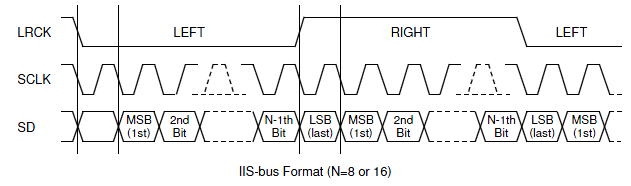 LRCK LEFT RIGHT LEFT
SCLK
SD
MSB 2nd N-1th LSB MSB 2nd N-1th LSB MSB
(1st) Bit Bit (last) (1st) Bit Bit (last) (1st)
IIS-bus Format (N=8 or 16)